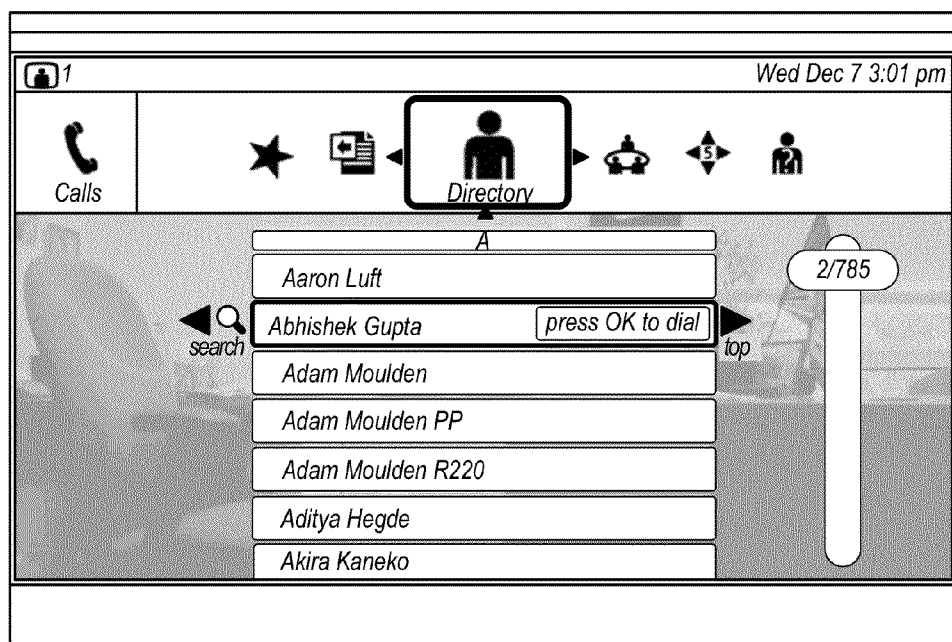 1
Wed Dec 7 3:01 pm
Calls
5
?
Directory
A
Aaron Luft
2/785
Abhishek Gupta
press OK to dial
search
top
Adam Moulden
Adam Moulden PP
Adam Moulden R220
Aditya Hegde
Akira Kaneko